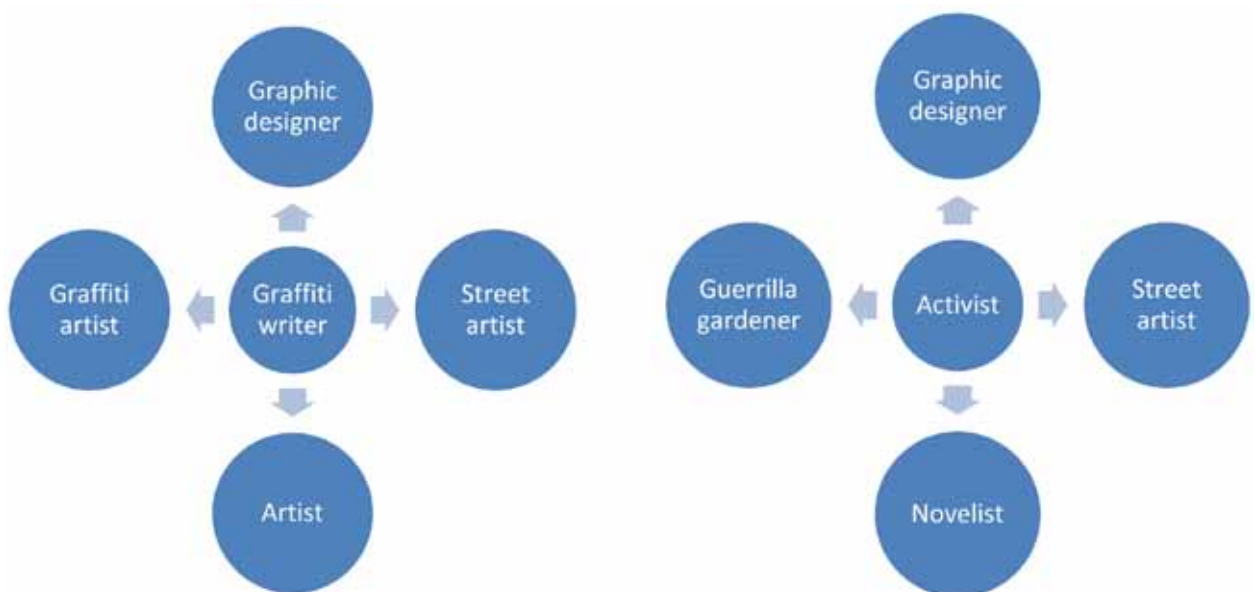 Graphic
designer
Graffiti
artist
Graffiti
writer
Street
artist
Artist
Graphic
designer
Guerrilla
gardener
Activist
Street
artist
Novelist